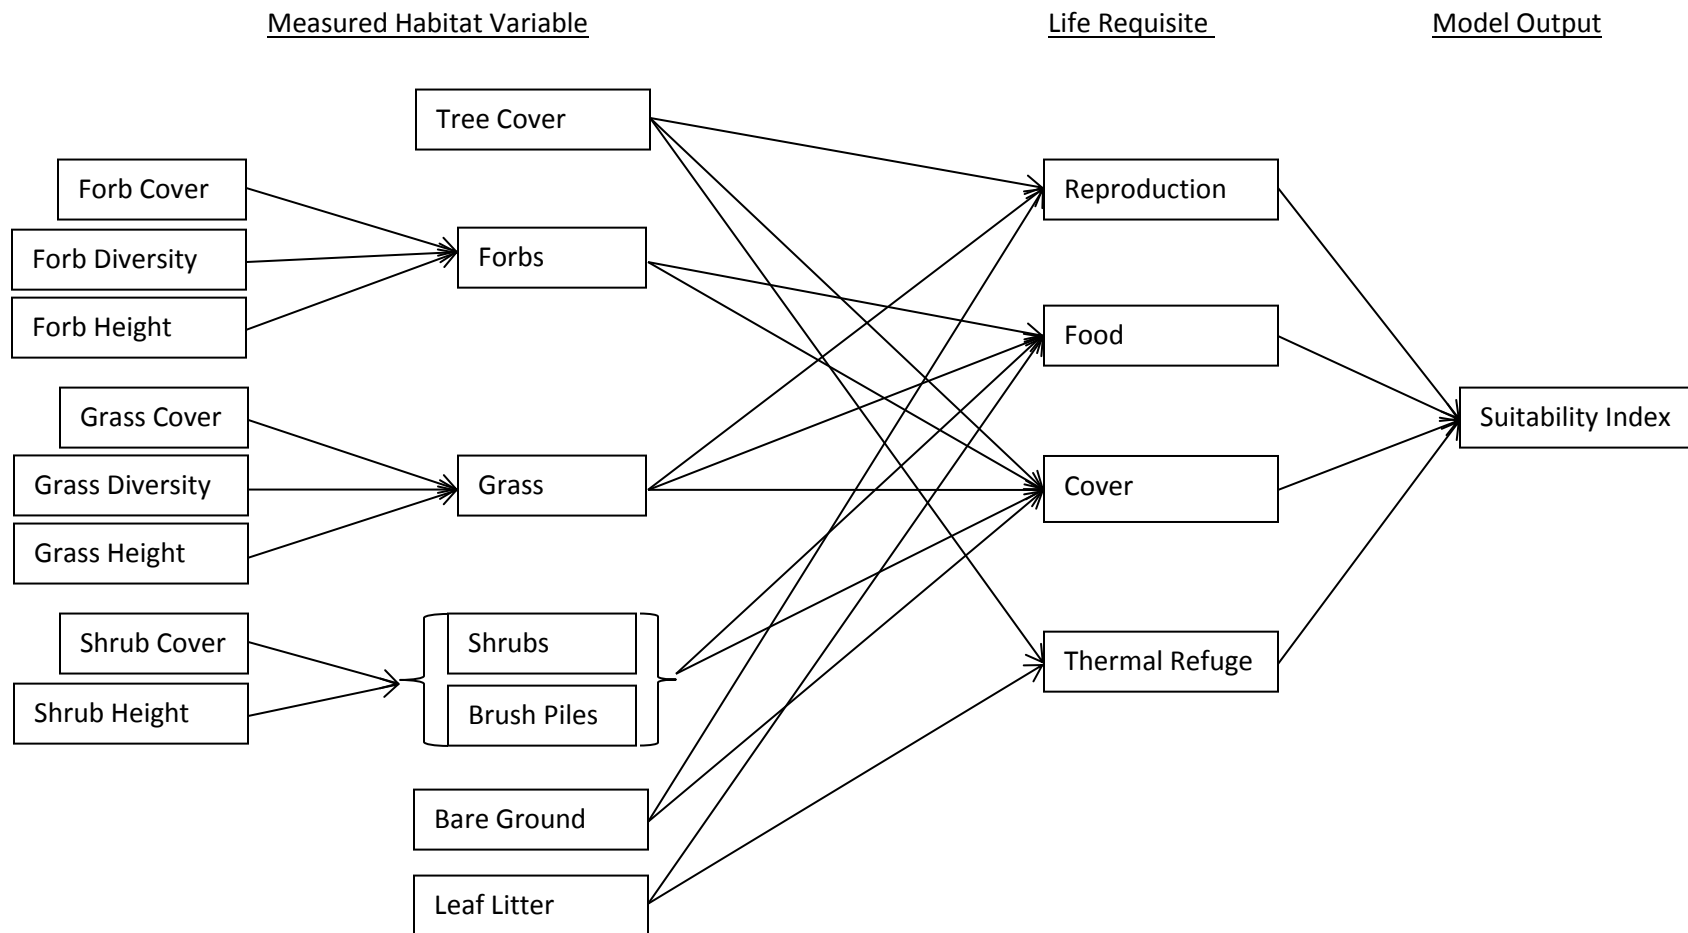 Measured Habitat Variable
Life Requisite
Model Output
Tree Cover
Forb Cover
Reproduction
Forb Diversity
Forbs
Forb Height
Food
Grass Cover
Suitability Index
Grass Diversity
Grass
Cover
Grass Height
Shrub Cover
Shrubs
Thermal Refuge
Shrub Height
Brush Piles
Bare Ground
Leaf Litter